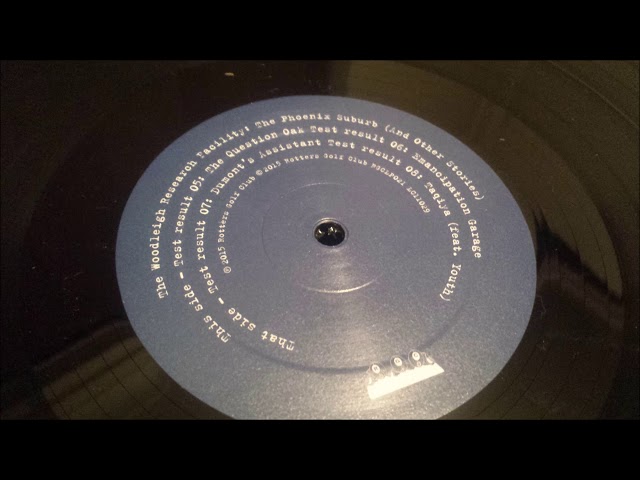 The Woodleigh Research Facility: The Phoenix Suburb (And Other Stories)
This side - Test result 05: The Question Oak Test result 06: Emancipation Garage
That side - Test result 07: Dumont's Assistant Test result 08: Taqiya (feat. Youth)
℗ 2015 Rotters Golf Club © 2015 Rotters Golf Club